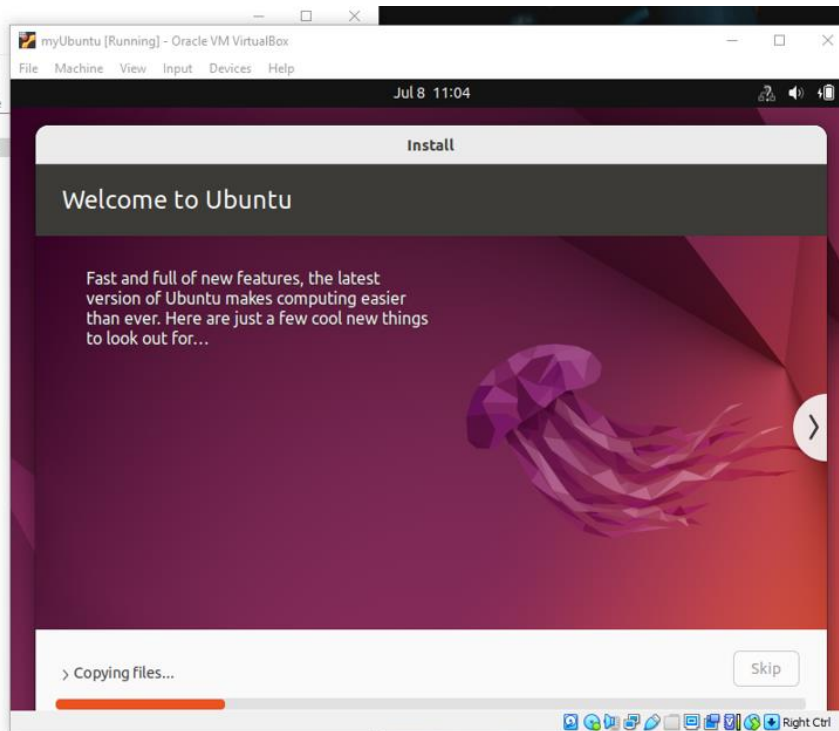 myUbuntu [Running] - Oracle VM VirtualBox
File Machine View Input Devices Help
Jul 8 11:04
Install
Welcome to Ubuntu
Fast and full of new features, the latest
version of Ubuntu makes computing easier
than ever. Here are just a few cool new things
to look out for...
Copying files...
Skip
Right Ctrl